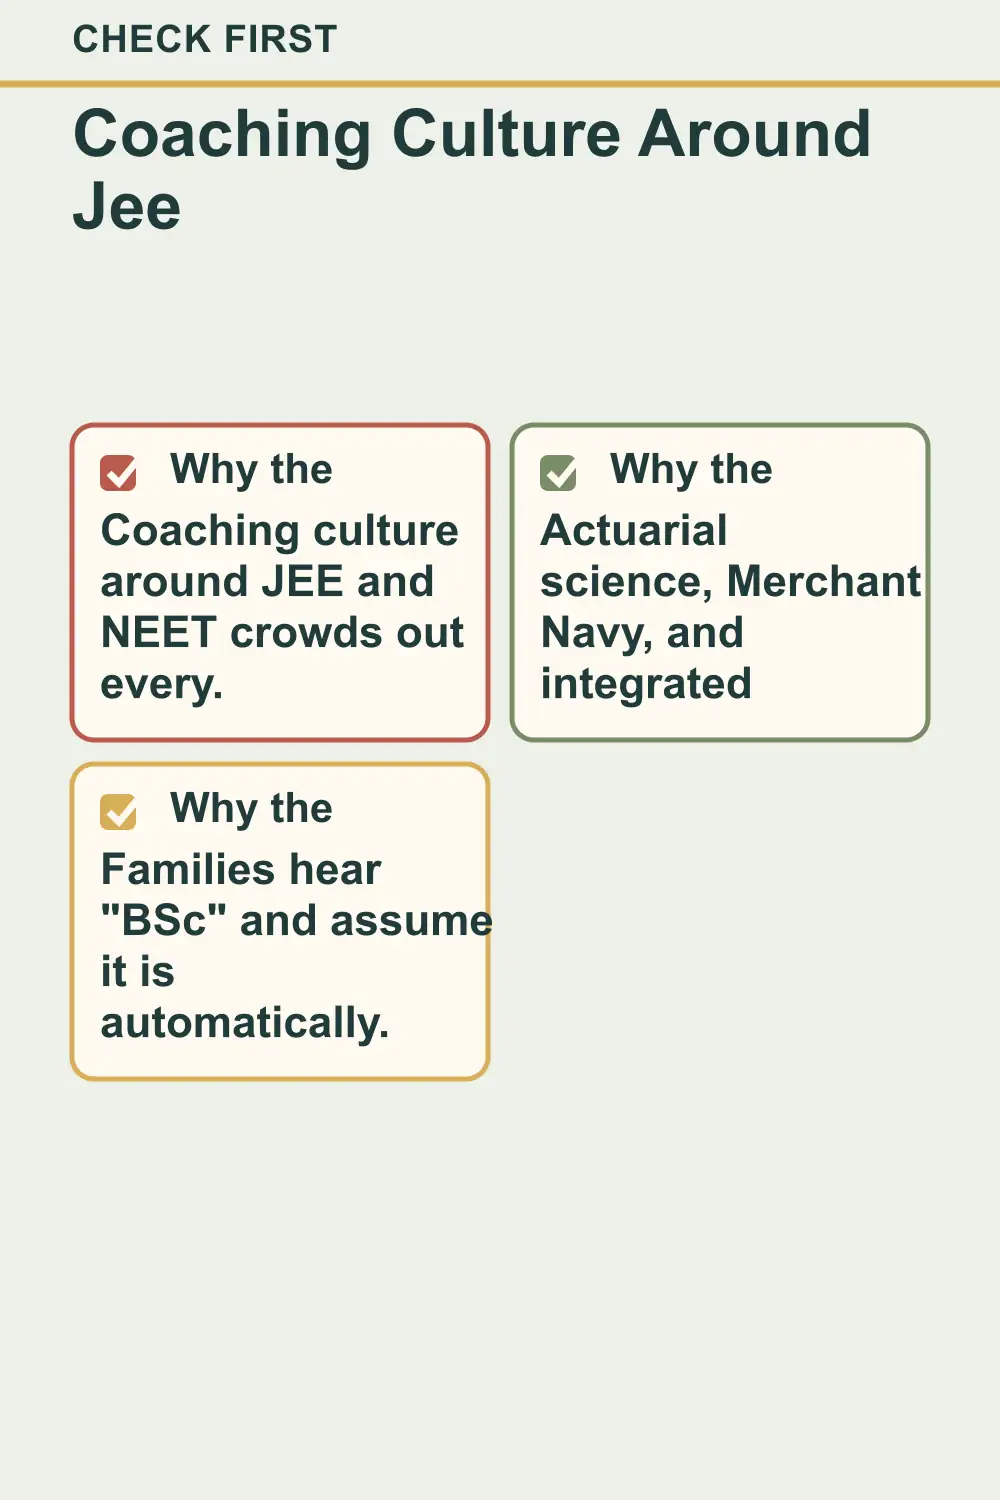 CHECK FIRST
Coaching Culture Around
Jee
Why the
Coaching culture
around JEE and
NEET crowds out
every.
Why the
Actuarial
science, Merchant
Navy, and
integrated
Why the
Families hear
"BSc" and assume
it is
automatically.